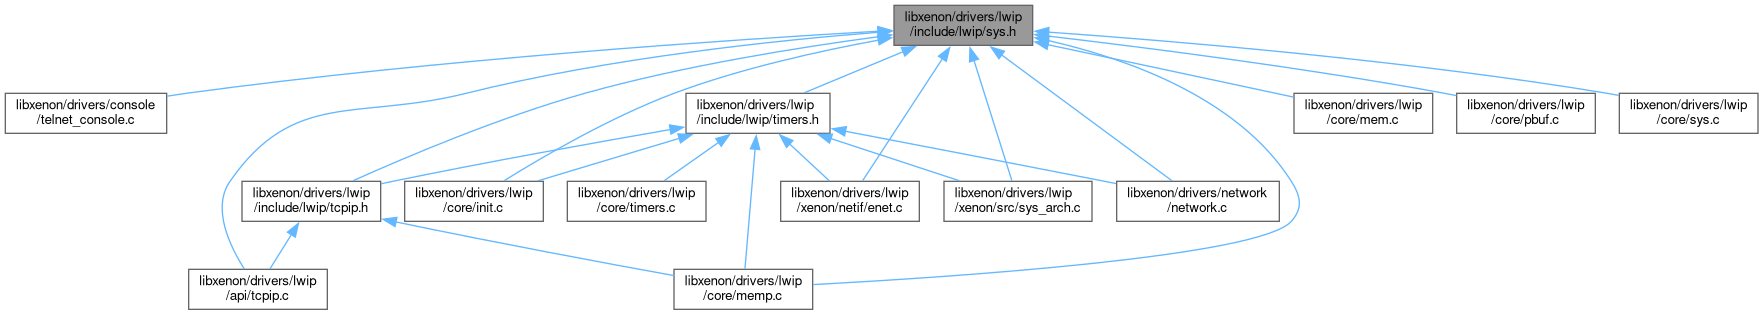 libxenon/drivers/lwip
/include/lwip/sys.h
libxenon/drivers/console
/telnet_console.c
libxenon/drivers/lwip
/include/lwip/timers.h
libxenon/drivers/lwip
/core/mem.c
libxenon/drivers/lwip
/core/pbuf.c
libxenon/drivers/lwip
/core/sys.c
libxenon/drivers/lwip
/include/lwip/tcpip.h
libxenon/drivers/lwip
/core/init.c
libxenon/drivers/lwip
/core/timers.c
libxenon/drivers/lwip
/xenon/netif/enet.c
libxenon/drivers/lwip
/xenon/src/sys_arch.c
libxenon/drivers/network
/network.c
libxenon/drivers/lwip
/api/tcpip.c
libxenon/drivers/lwip
/core/memp.c